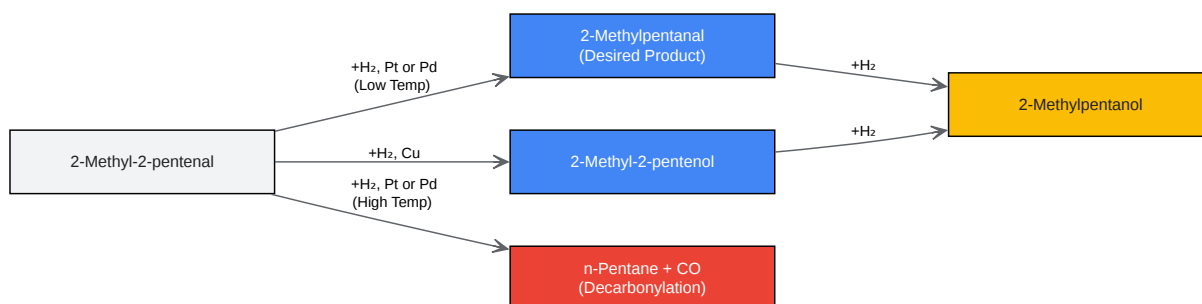 2-Methylpentanal
(Desired Product)
+H₂, Pt or Pd
(Low Temp)
+H₂
2-Methylpentanol
2-Methyl-2-pentenal
+H₂, Cu
2-Methyl-2-pentenol
+H₂
+H₂, Pt or Pd
(High Temp)
n-Pentane + CO
(Decarbonylation)